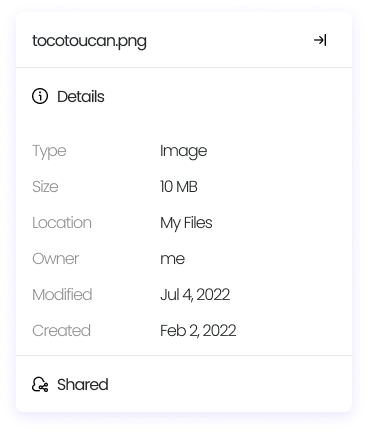 tocotoucan.png
Details
Type Image
Size 10 MB
Location My Files
Owner me
Modified Jul 4, 2022
Created Feb 2, 2022
Shared